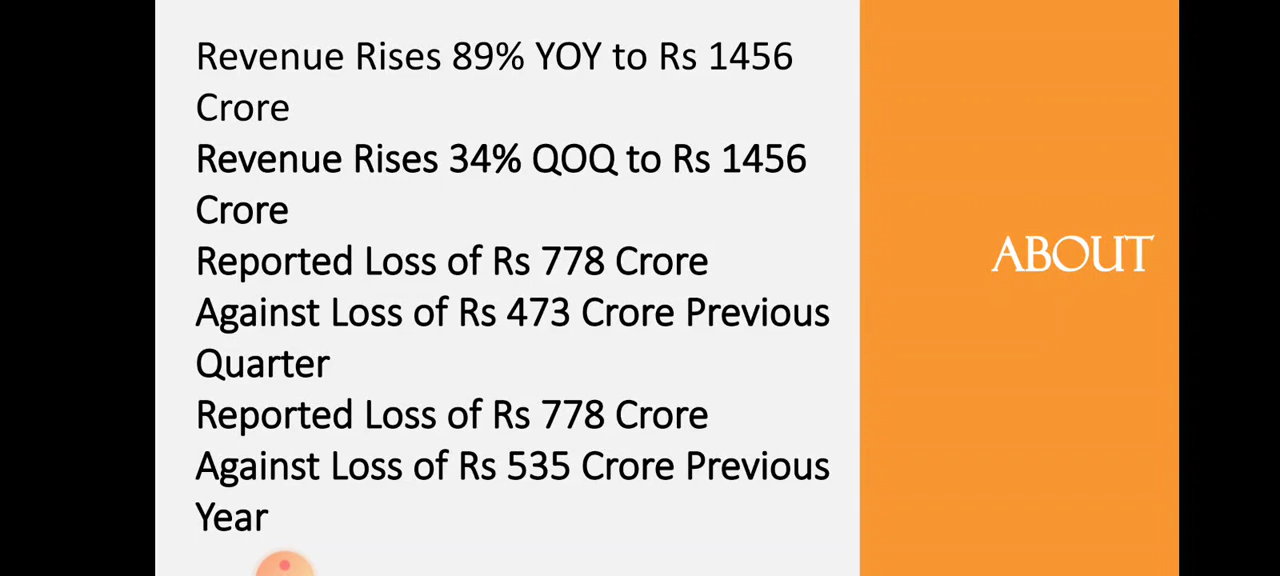 Revenue Rises 89% YOY to Rs 1456
Crore
Revenue Rises 34% QOQ to Rs 1456
Crore
Reported Loss of Rs 778 Crore
Against Loss of Rs 473 Crore Previous
Quarter
Reported Loss of Rs 778 Crore
Against Loss of Rs 535 Crore Previous
Year
ABOUT